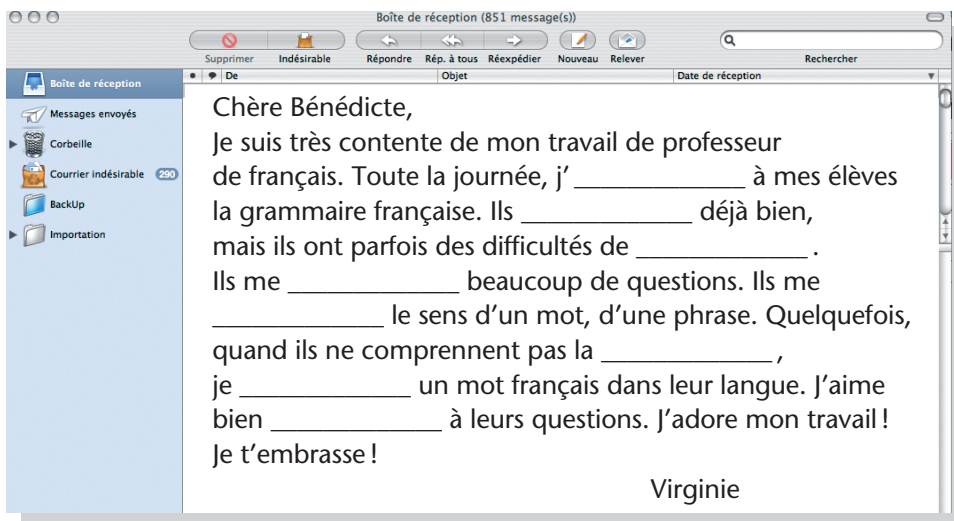 Boîte de réception (851 message(s))
Supprimer Indésirable Répondre Rép. à tous Réexpédier Nouveau Relever Rechercher
De Objet Date de réception
Boîte de réception
Messages envoyés
Corbeille
Courrier indésirable 290
BackUp
Importation
Chère Bénédicte,
Je suis très contente de mon travail de professeur
de français. Toute la journée, j’ _____________ à mes élèves
la grammaire française. Ils _____________ déjà bien,
mais ils ont parfois des difficultés de _____________ .
Ils me _____________ beaucoup de questions. Ils me
_____________ le sens d’un mot, d’une phrase. Quelquefois,
quand ils ne comprennent pas la _____________ ,
je _____________ un mot français dans leur langue. J’aime
bien _____________ à leurs questions. J’adore mon travail !
Je t’embrasse !
Virginie